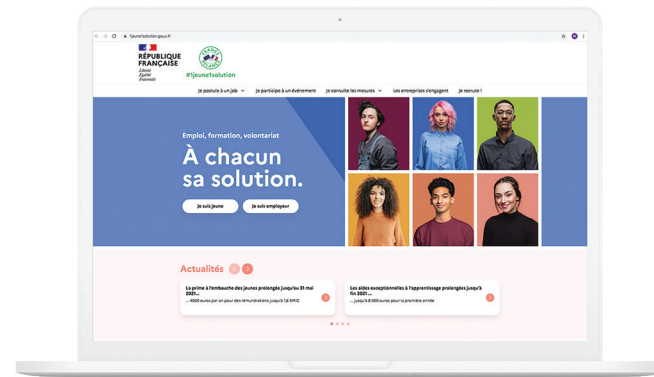 1jeune1solution.gouv.fr
RÉPUBLIQUE
FRANÇAISE
Liberté
Égalité
Fraternité
FRANCE
RELANCE
#1jeune1solution
Je postule à un job
Je participe à un événement
Je consulte les mesures
Les entreprises s'engagent
Je recrute !
Emploi, formation, volontariat
À chacun
sa solution.
Je suis jeune
Je suis employeur
Actualités
La prime à l'embauche des jeunes prolongée jusqu'au 31 mai
2021...
... 4000 euros par an pour des rémunérations jusqu'à 1,6 SMIC
Les aides exceptionnelles à l'apprentissage prolongées jusqu'à
fin 2021 ...
... jusqu'à 8 000 euros pour la première année